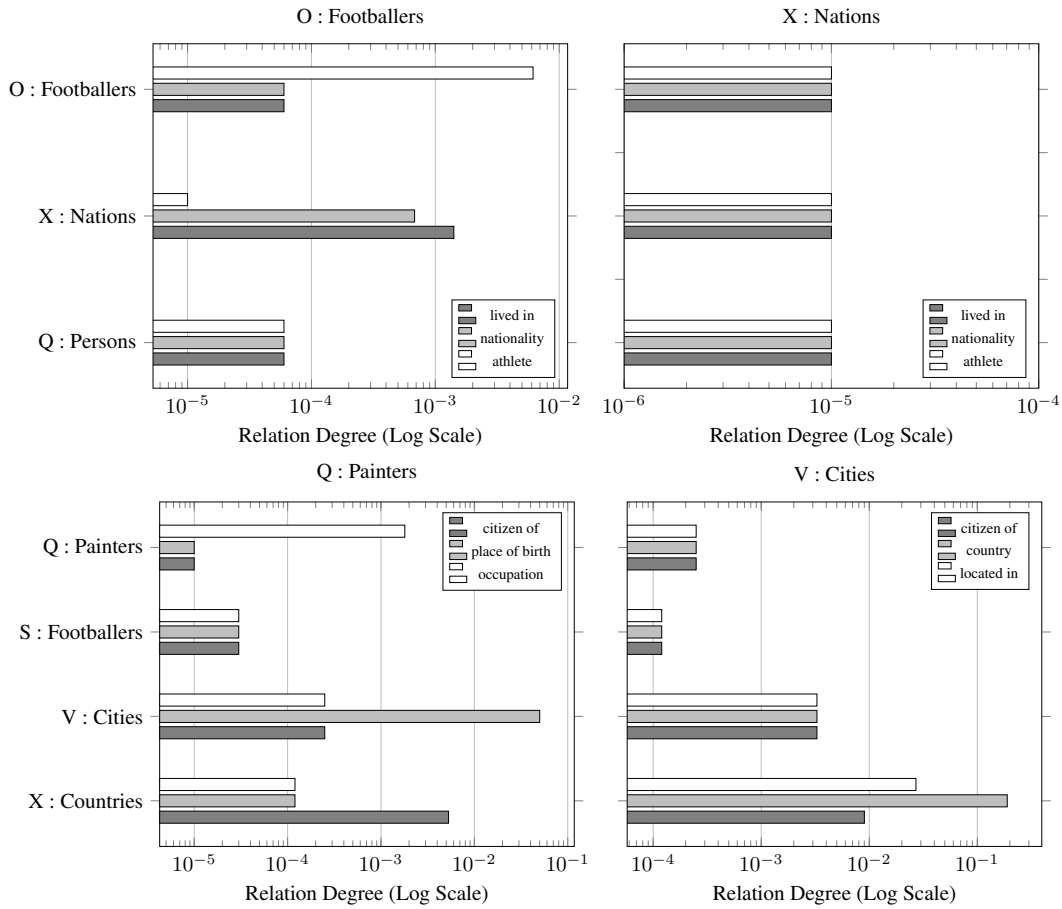 O : Footballers
O : Footballers
X : Nations
Q : Persons
lived in
nationality
athlete
10^-5
10^-4
10^-3
10^-2
Relation Degree (Log Scale)
X : Nations
lived in
nationality
athlete
10^-6
10^-5
10^-4
Relation Degree (Log Scale)
Q : Painters
Q : Painters
S : Footballers
V : Cities
X : Countries
citizen of
place of birth
occupation
10^-5
10^-4
10^-3
10^-2
10^-1
Relation Degree (Log Scale)
V : Cities
citizen of
country
located in
10^-4
10^-3
10^-2
10^-1
Relation Degree (Log Scale)